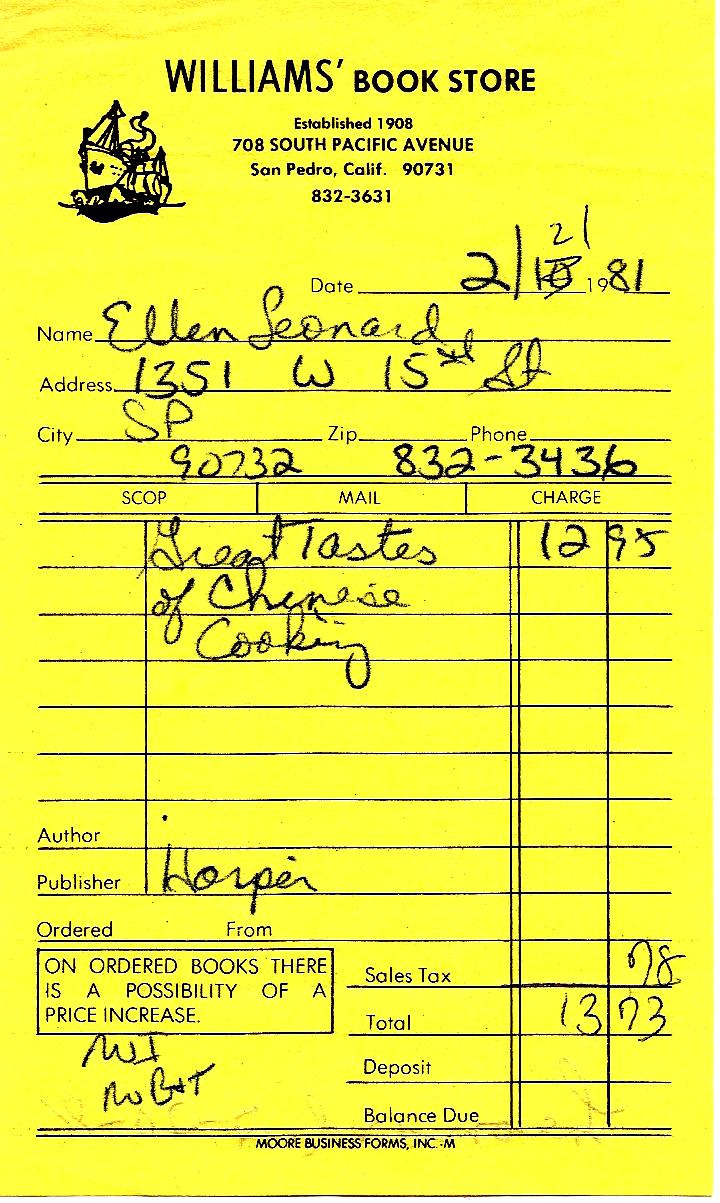 WILLIAMS' BOOK STORE
Established 1908
708 SOUTH PACIFIC AVENUE
San Pedro, Calif. 90731
832-3631
21
Date 2/18 1981
Name Ellen Leonard
Address 1351 W 15th St
City SP Zip Phone
90732 832-3436
SCOP MAIL CHARGE
Great Tastes 12 95
of Chinese
Cooking
Author
Publisher Harper
Ordered From
ON ORDERED BOOKS THERE
IS A POSSIBILITY OF A
PRICE INCREASE.
Sales Tax 78
Total 13 73
Deposit
Balance Due
MOORE BUSINESS FORMS, INC.-M